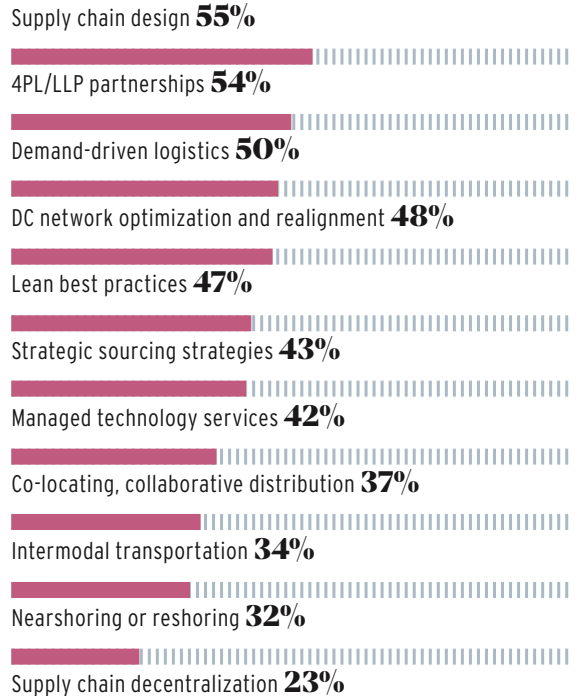 Supply chain design 55%
4PL/LLP partnerships 54%
Demand-driven logistics 50%
DC network optimization and realignment 48%
Lean best practices 47%
Strategic sourcing strategies 43%
Managed technology services 42%
Co-locating, collaborative distribution 37%
Intermodal transportation 34%
Nearshoring or reshoring 32%
Supply chain decentralization 23%